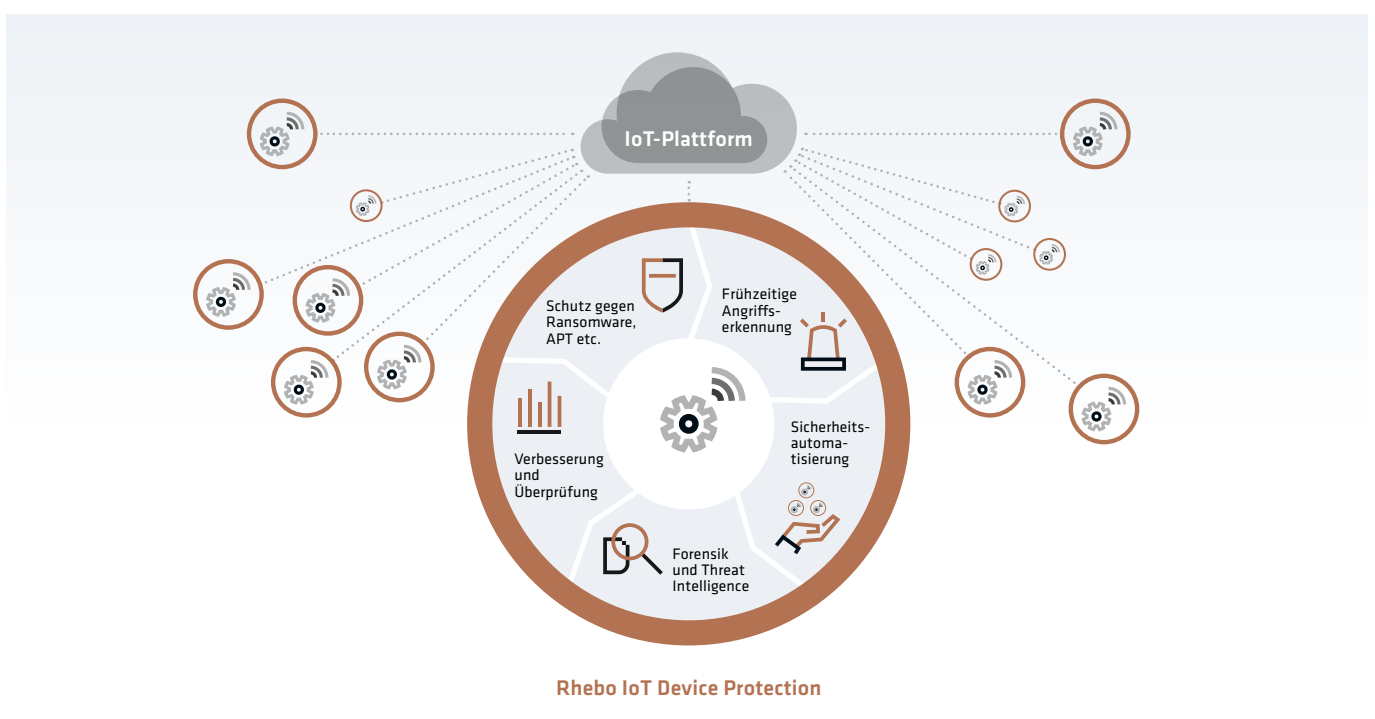 IoT-Plattform
Schutz gegen
Ransomware,
APT etc.
Frühzeitige
Angriffs-
erkennung
Sicherheits-
automa-
tisierung
Forensik
und Threat
Intelligence
Verbesserung
und
Überprüfung
Rhebo IoT Device Protection